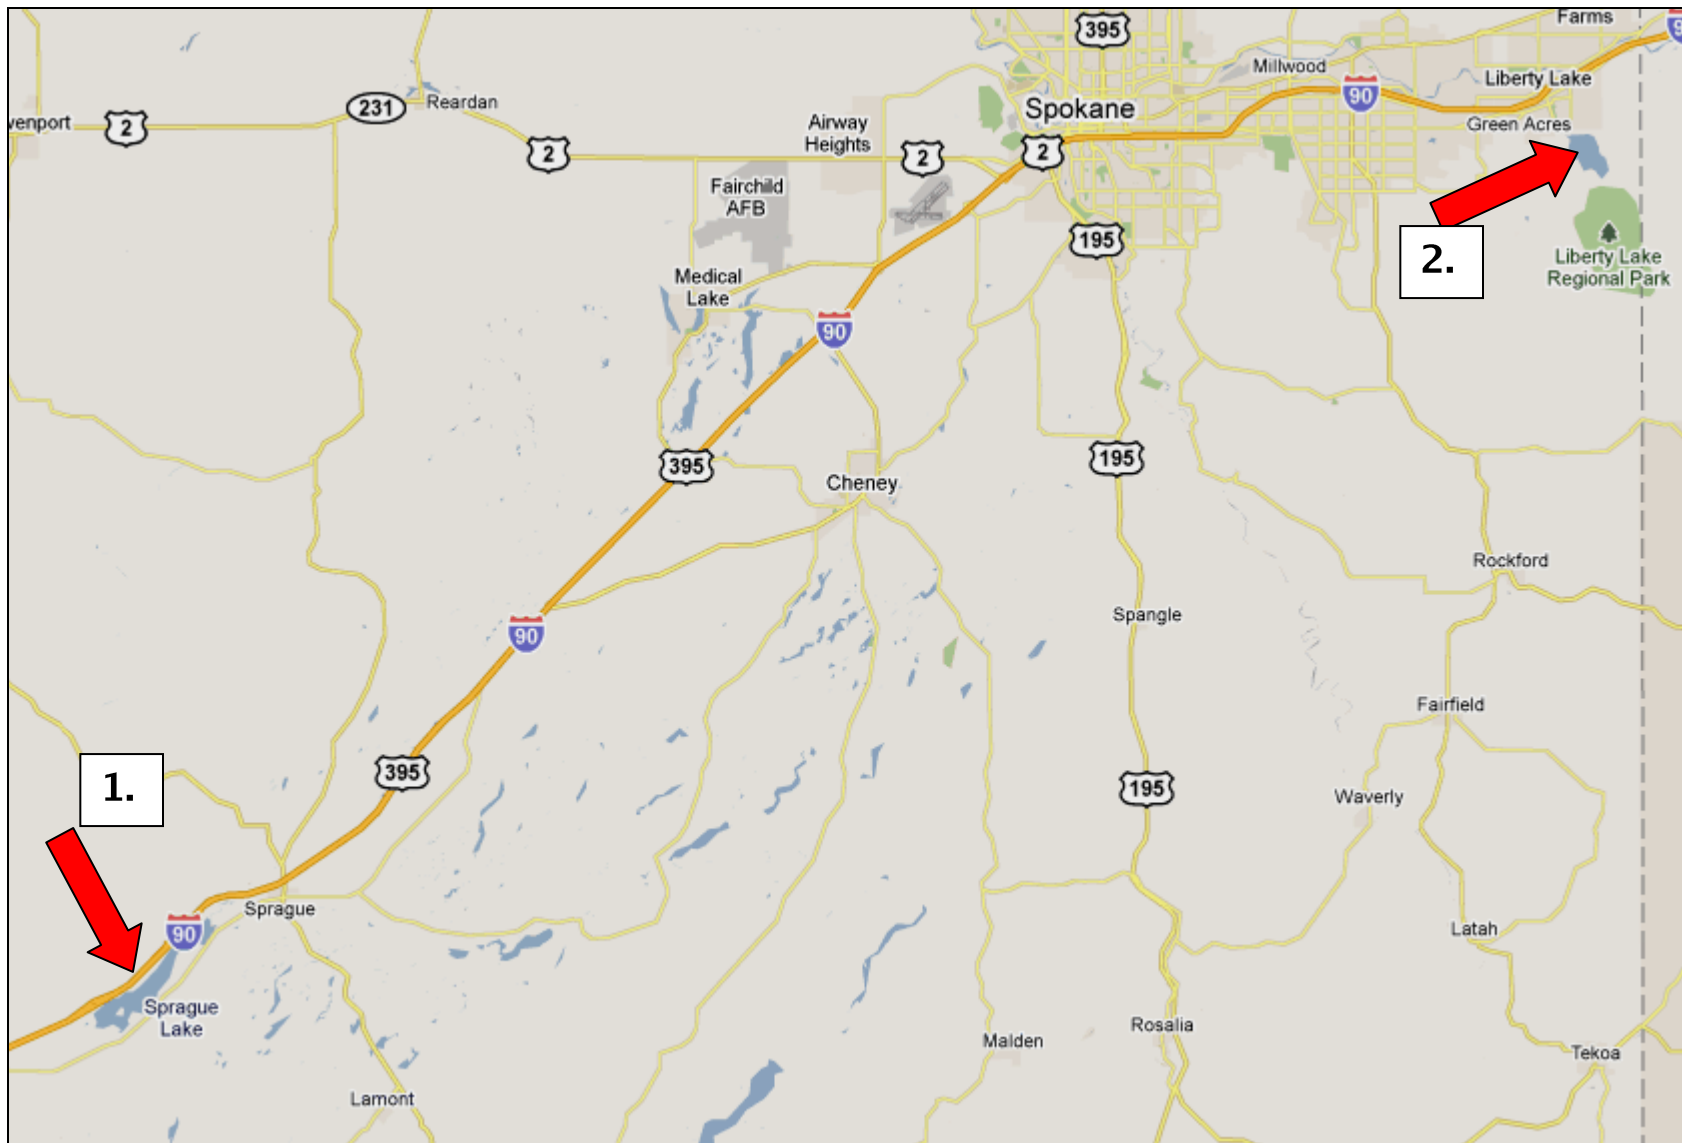 395
Farms
9
Millwood
Liberty Lake
231
Reardan
90
Spokane
venport
2
Airway
Heights
Green Acres
2
2
2
Fairchild
AFB
2.
195
Liberty Lake
Regional Park
Medical
Lake
90
395
195
Cheney
Rockford
90
Spangle
Fairfield
1.
395
195
Waverly
Sprague
90
Latah
Sprague
Lake
Rosalia
Malden
Tekoa
Lamont